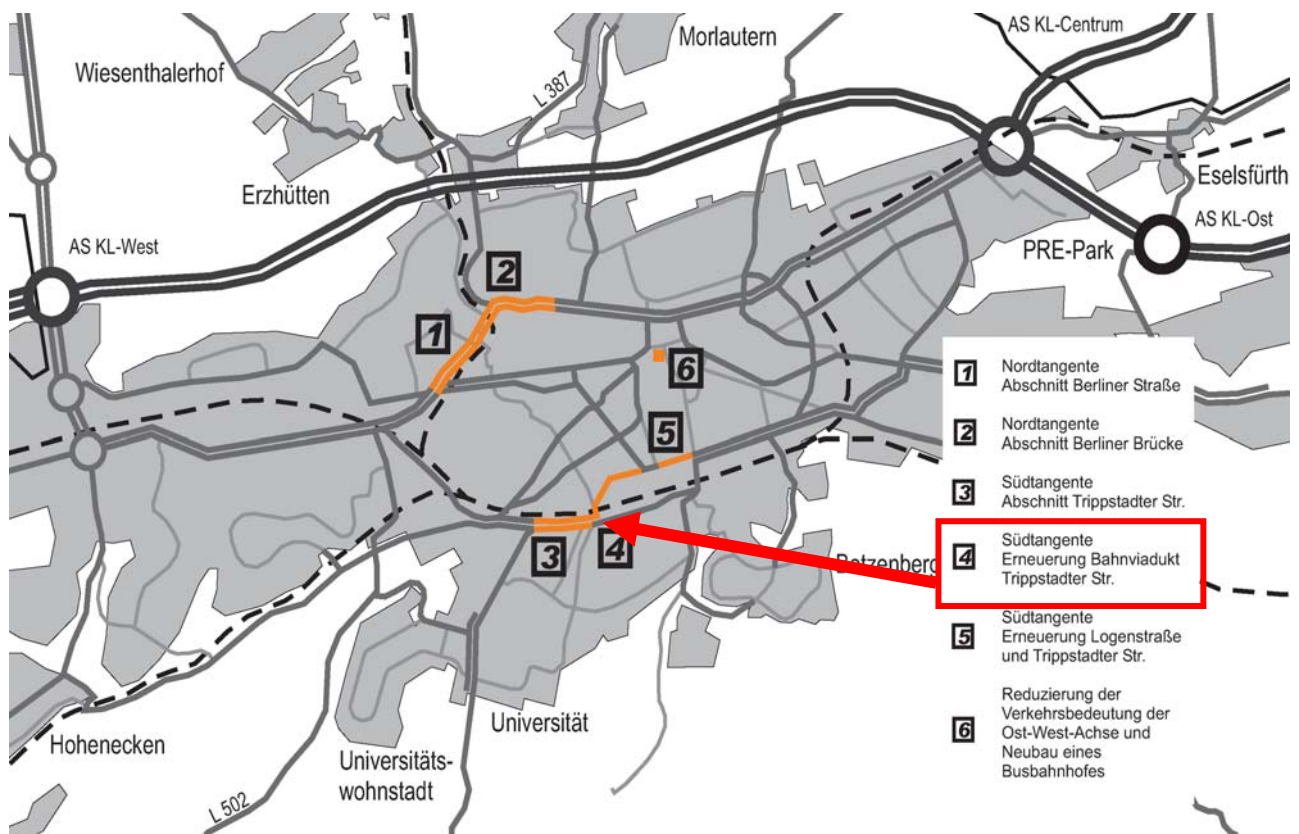 AS KL-Centrum
Morlautern
Wiesenthalerhof
L 387
Erzhütten
Eselsfürth
AS KL-West
AS KL-Ost
PRE-Park
2
1
6
5
3
4
Betzenberg
1
Nordtangente
Abschnitt Berliner Straße
2
Nordtangente
Abschnitt Berliner Brücke
3
Südtangente
Abschnitt Trippstadter Str.
4
Südtangente
Erneuerung Bahnviadukt
Trippstadter Str.
5
Südtangente
Erneuerung Logenstraße
und Trippstadter Str.
6
Reduzierung der
Verkehrsbedeutung der
Ost-West-Achse und
Neubau eines
Busbahnhofes
Hohenecken
Universität
Universitäts-
wohnstadt
L 502